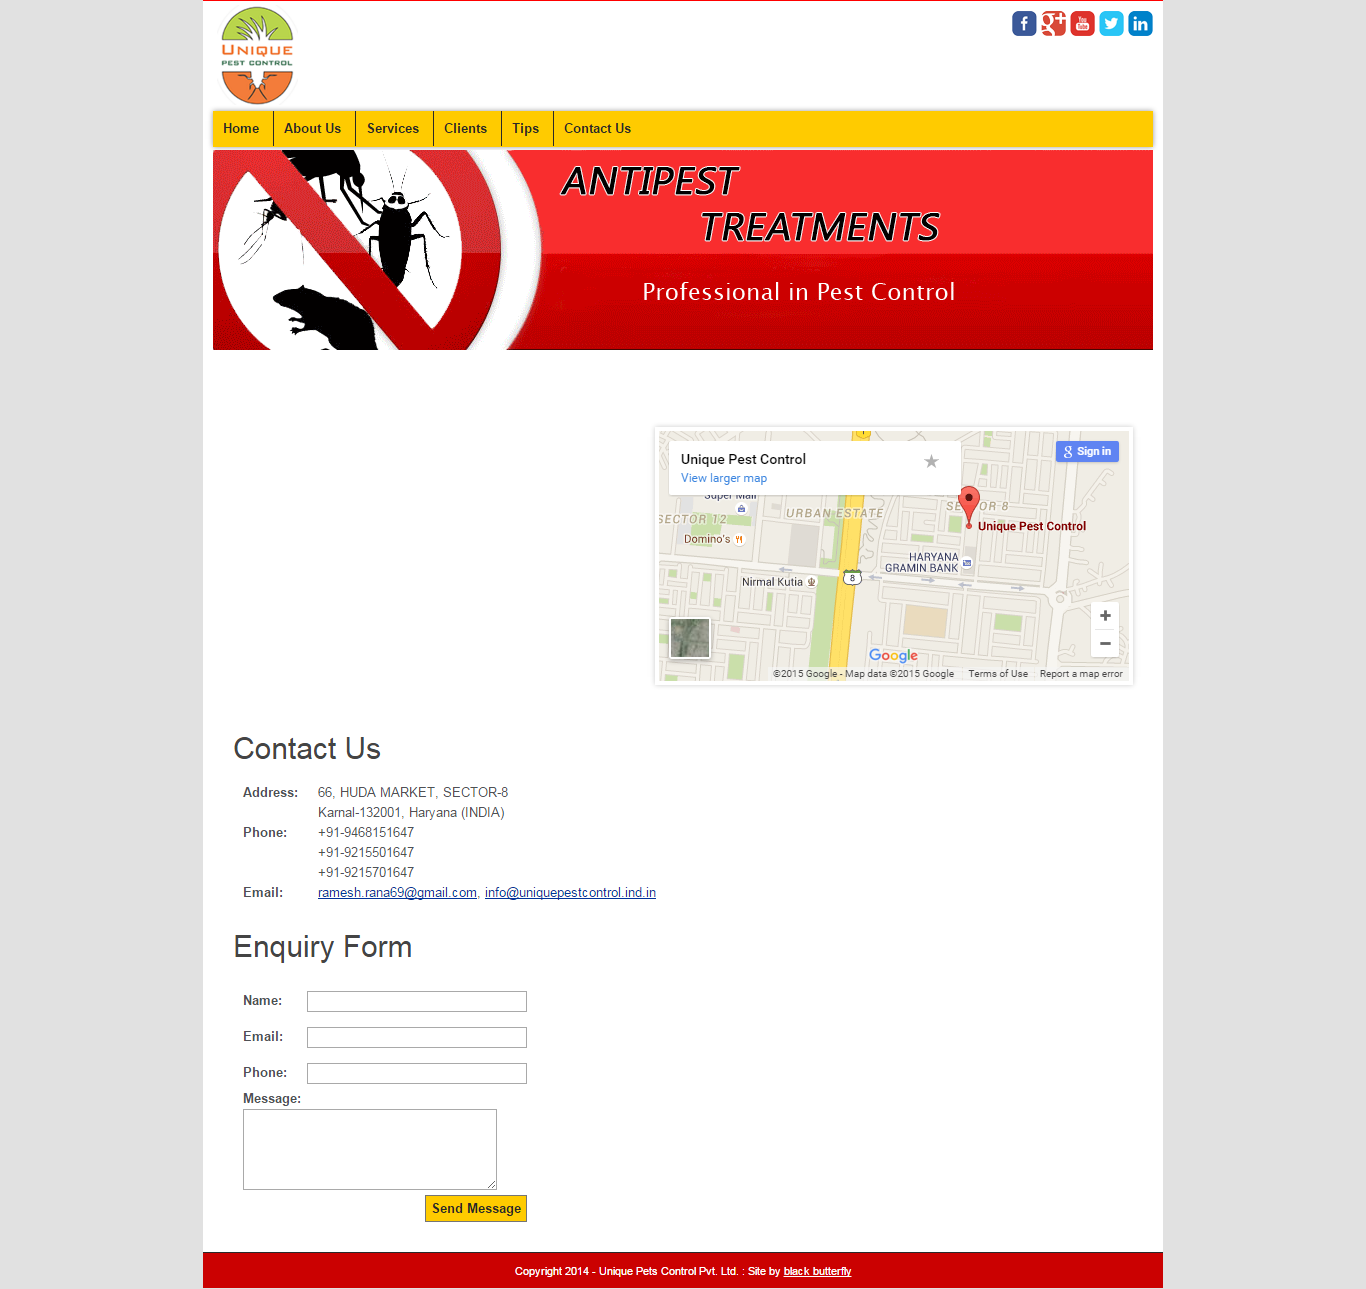 UNIQUE
PEST CONTROL
f
g+
You Tube
in
Home
About Us
Services
Clients
Tips
Contact Us
ANTIPEST
TREATMENTS
Professional in Pest Control
Unique Pest Control
View larger map
g Sign in
1
Super Mall
SECTOR 12
URBAN ESTATE
SECTOR-8
Unique Pest Control
Domino's
HARYANA
GRAMIN BANK
Nirmal Kutia
8
+
−
Google
©2015 Google - Map data ©2015 Google
Terms of Use
Report a map error
Contact Us
Address: 66, HUDA MARKET, SECTOR-8
Karnal-132001, Haryana (INDIA)
Phone: +91-9468151647
+91-9215501647
+91-9215701647
Email: ramesh.rana69@gmail.com, info@uniquepestcontrol.ind.in
Enquiry Form
Name:
Email:
Phone:
Message:
Send Message
Copyright 2014 - Unique Pets Control Pvt. Ltd. : Site by black butterfly